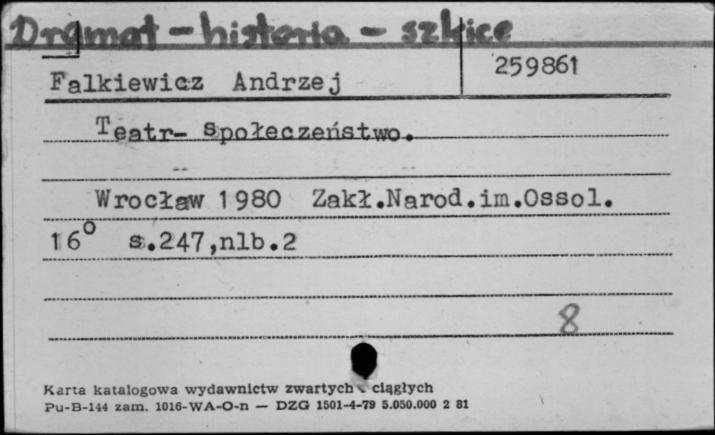 Dramat - historia - szkice
Falkiewicz Andrzej
259861
Teatr- Społeczeństwo.
Wrocław 1980 Zakł.Narod.im.Ossol.
16° s.247,nlb.2
8
Karta katalogowa wydawnictw zwartych ciągłych
Pu-B-144 zam. 1016-WA-O-n — DZG 1501-4-79 5.050.000 2 81